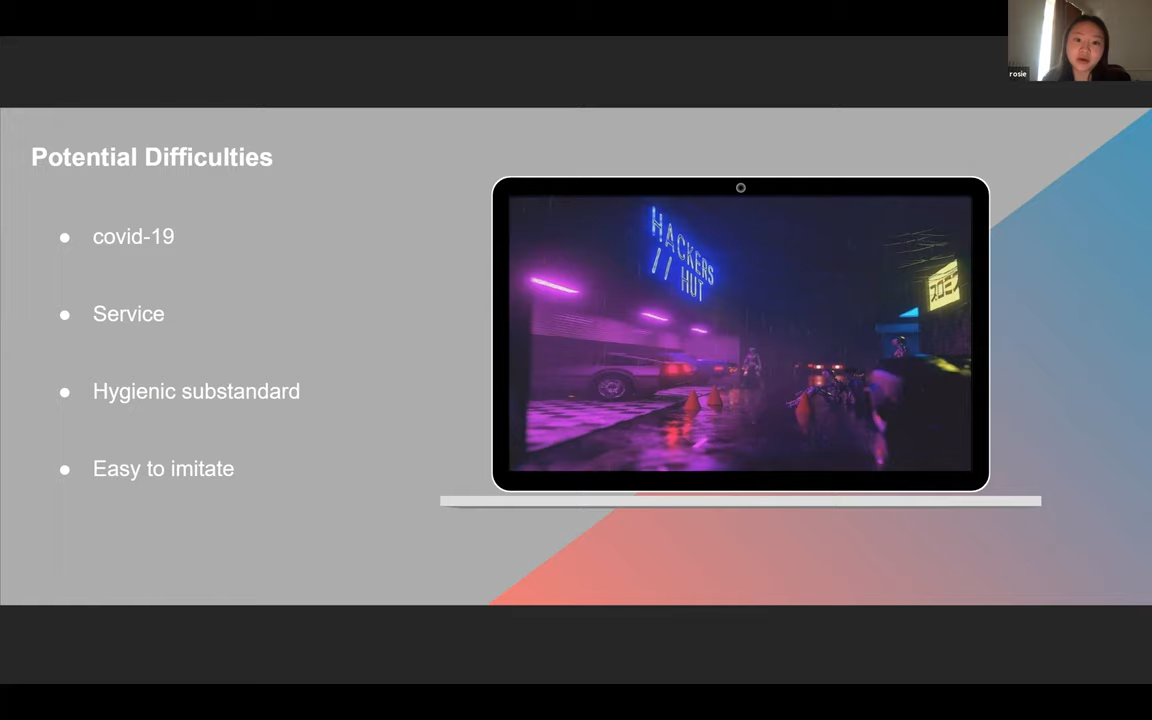 rosie
Potential Difficulties
covid-19
Service
Hygienic substandard
Easy to imitate
HACKERS
// HUT